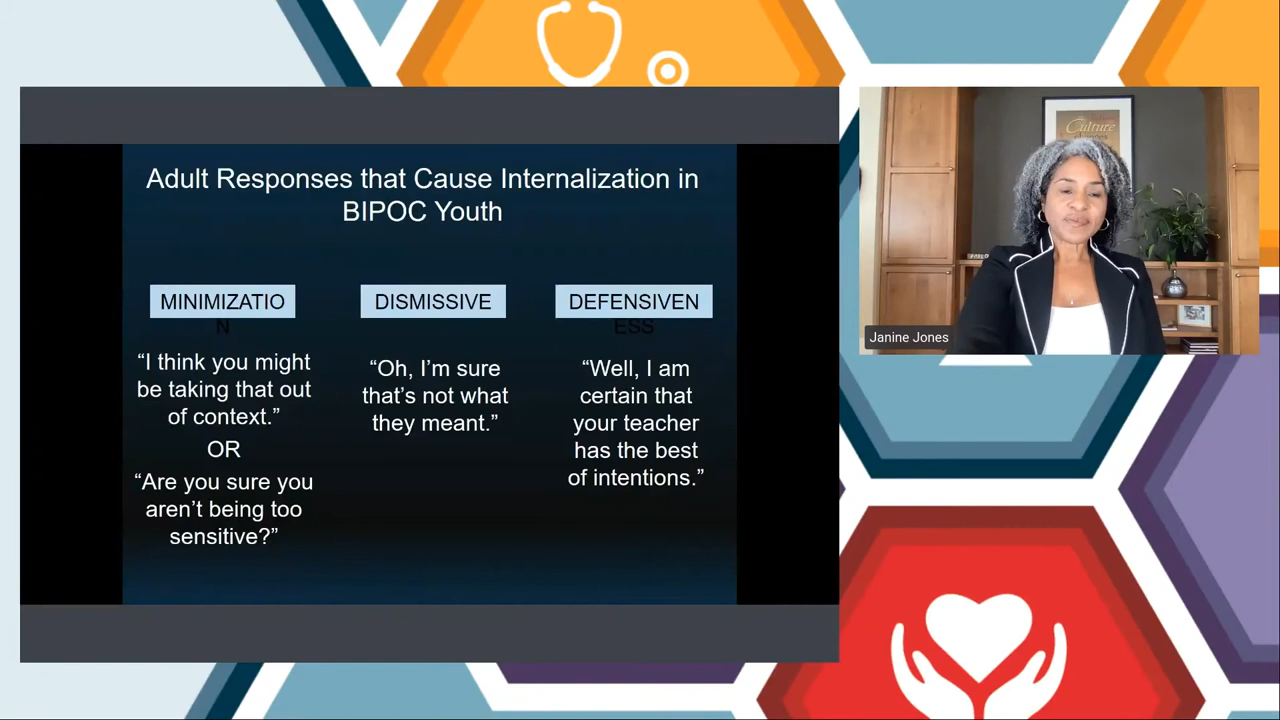 Adult Responses that Cause Internalization in
BIPOC Youth
MINIMIZATIO
N
DISMISSIVE
DEFENSIVEN
ESS
“I think you might
be taking that out
of context.”
OR
“Are you sure you
aren’t being too
sensitive?”
“Oh, I’m sure
that’s not what
they meant.”
“Well, I am
certain that
your teacher
has the best
of intentions.”
Culture
Janine Jones